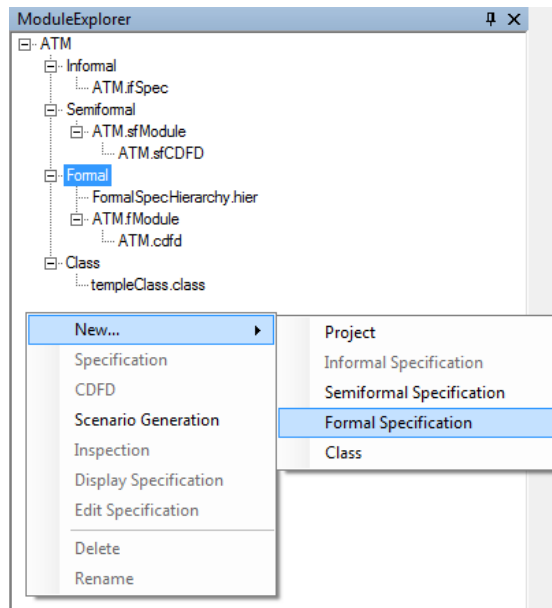 ModuleExplorer
ATM
Informal
ATM.ifSpec
Semiformal
ATM.sfModule
ATM.sfCDFD
Formal
FormalSpecHierarchy.hier
ATM.fModule
ATM.cdfd
Class
templeClass.class
New...
Specification
CDFD
Scenario Generation
Inspection
Display Specification
Edit Specification
Delete
Rename
Project
Informal Specification
Semiformal Specification
Formal Specification
Class